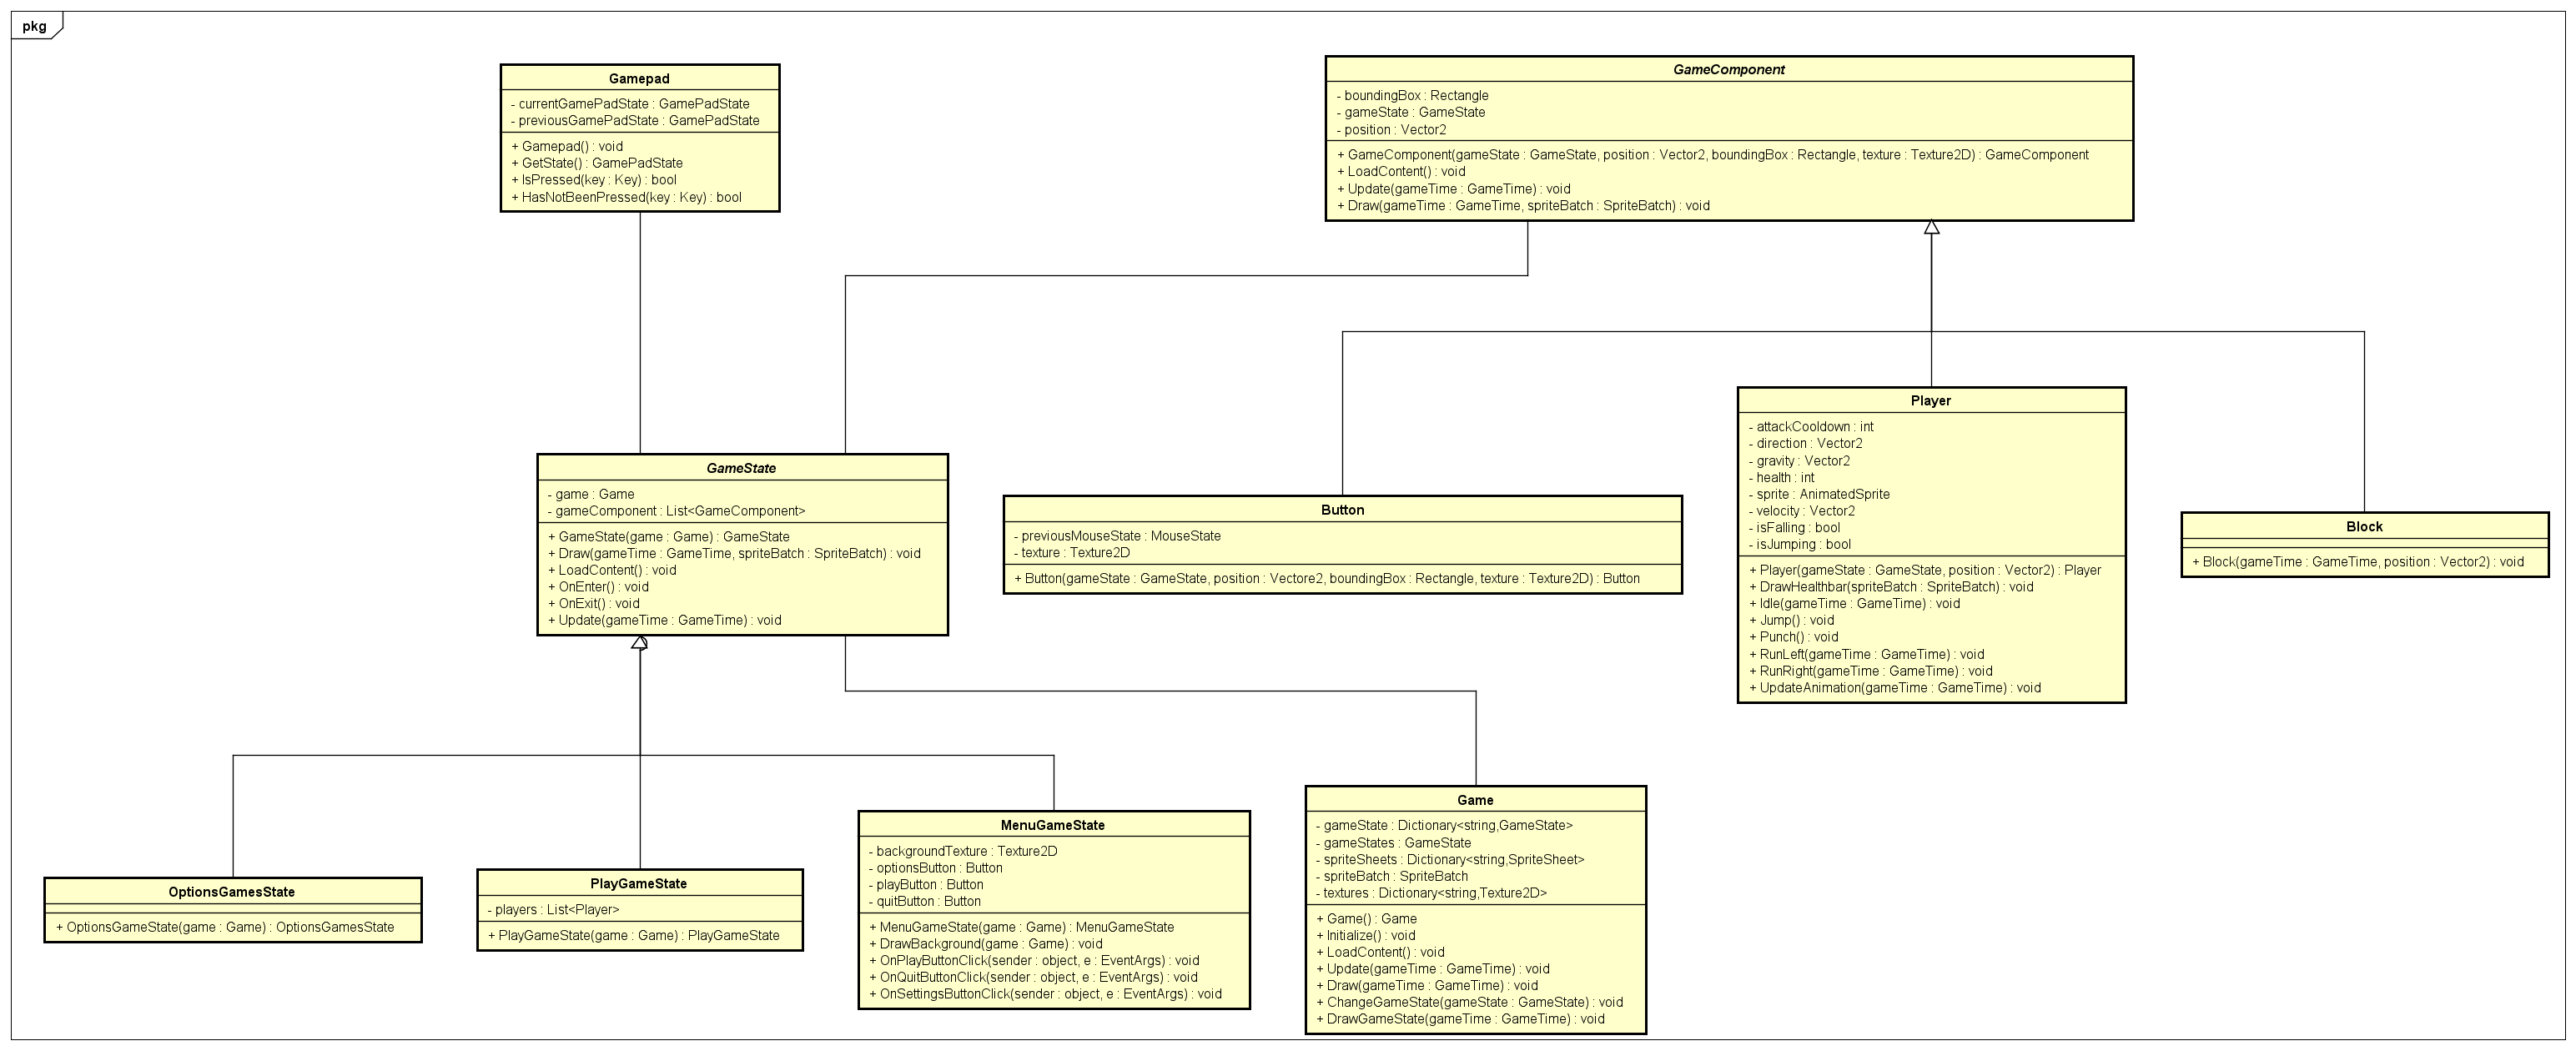 pkg
Gamepad
- currentGamePadState : GamePadState
- previousGamePadState : GamePadState
+ Gamepad() : void
+ GetState() : GamePadState
+ IsPressed(key : Key) : bool
+ HasNotBeenPressed(key : Key) : bool
GameComponent
- boundingBox : Rectangle
- gameState : GameState
- position : Vector2
+ GameComponent(gameState : GameState, position : Vector2, boundingBox : Rectangle, texture : Texture2D) : GameComponent
+ LoadContent() : void
+ Update(gameTime : GameTime) : void
+ Draw(gameTime : GameTime, spriteBatch : SpriteBatch) : void
GameState
- game : Game
- gameComponent : List<GameComponent>
+ GameState(game : Game) : GameState
+ Draw(gameTime : GameTime, spriteBatch : SpriteBatch) : void
+ LoadContent() : void
+ OnEnter() : void
+ OnExit() : void
+ Update(gameTime : GameTime) : void
Button
- previousMouseState : MouseState
- texture : Texture2D
+ Button(gameState : GameState, position : Vectore2, boundingBox : Rectangle, texture : Texture2D) : Button
Player
- attackCooldown : int
- direction : Vector2
- gravity : Vector2
- health : int
- sprite : AnimatedSprite
- velocity : Vector2
- isFalling : bool
- isJumping : bool
+ Player(gameState : GameState, position : Vector2) : Player
+ DrawHealthbar(spriteBatch : SpriteBatch) : void
+ Idle(gameTime : GameTime) : void
+ Jump() : void
+ Punch() : void
+ RunLeft(gameTime : GameTime) : void
+ RunRight(gameTime : GameTime) : void
+ UpdateAnimation(gameTime : GameTime) : void
Block
+ Block(gameTime : GameTime, position : Vector2) : void
OptionsGamesState
+ OptionsGameState(game : Game) : OptionsGamesState
PlayGameState
- players : List<Player>
+ PlayGameState(game : Game) : PlayGameState
MenuGameState
- backgroundTexture : Texture2D
- optionsButton : Button
- playButton : Button
- quitButton : Button
+ MenuGameState(game : Game) : MenuGameState
+ DrawBackground(game : Game) : void
+ OnPlayButtonClick(sender : object, e : EventArgs) : void
+ OnQuitButtonClick(sender : object, e : EventArgs) : void
+ OnSettingsButtonClick(sender : object, e : EventArgs) : void
Game
- gameState : Dictionary<string,GameState>
- gameStates : GameState
- spriteSheets : Dictionary<string,SpriteSheet>
- spriteBatch : SpriteBatch
- textures : Dictionary<string,Texture2D>
+ Game() : Game
+ Initialize() : void
+ LoadContent() : void
+ Update(gameTime : GameTime) : void
+ Draw(gameTime : GameTime) : void
+ ChangeGameState(gameState : GameState) : void
+ DrawGameState(gameTime : GameTime) : void